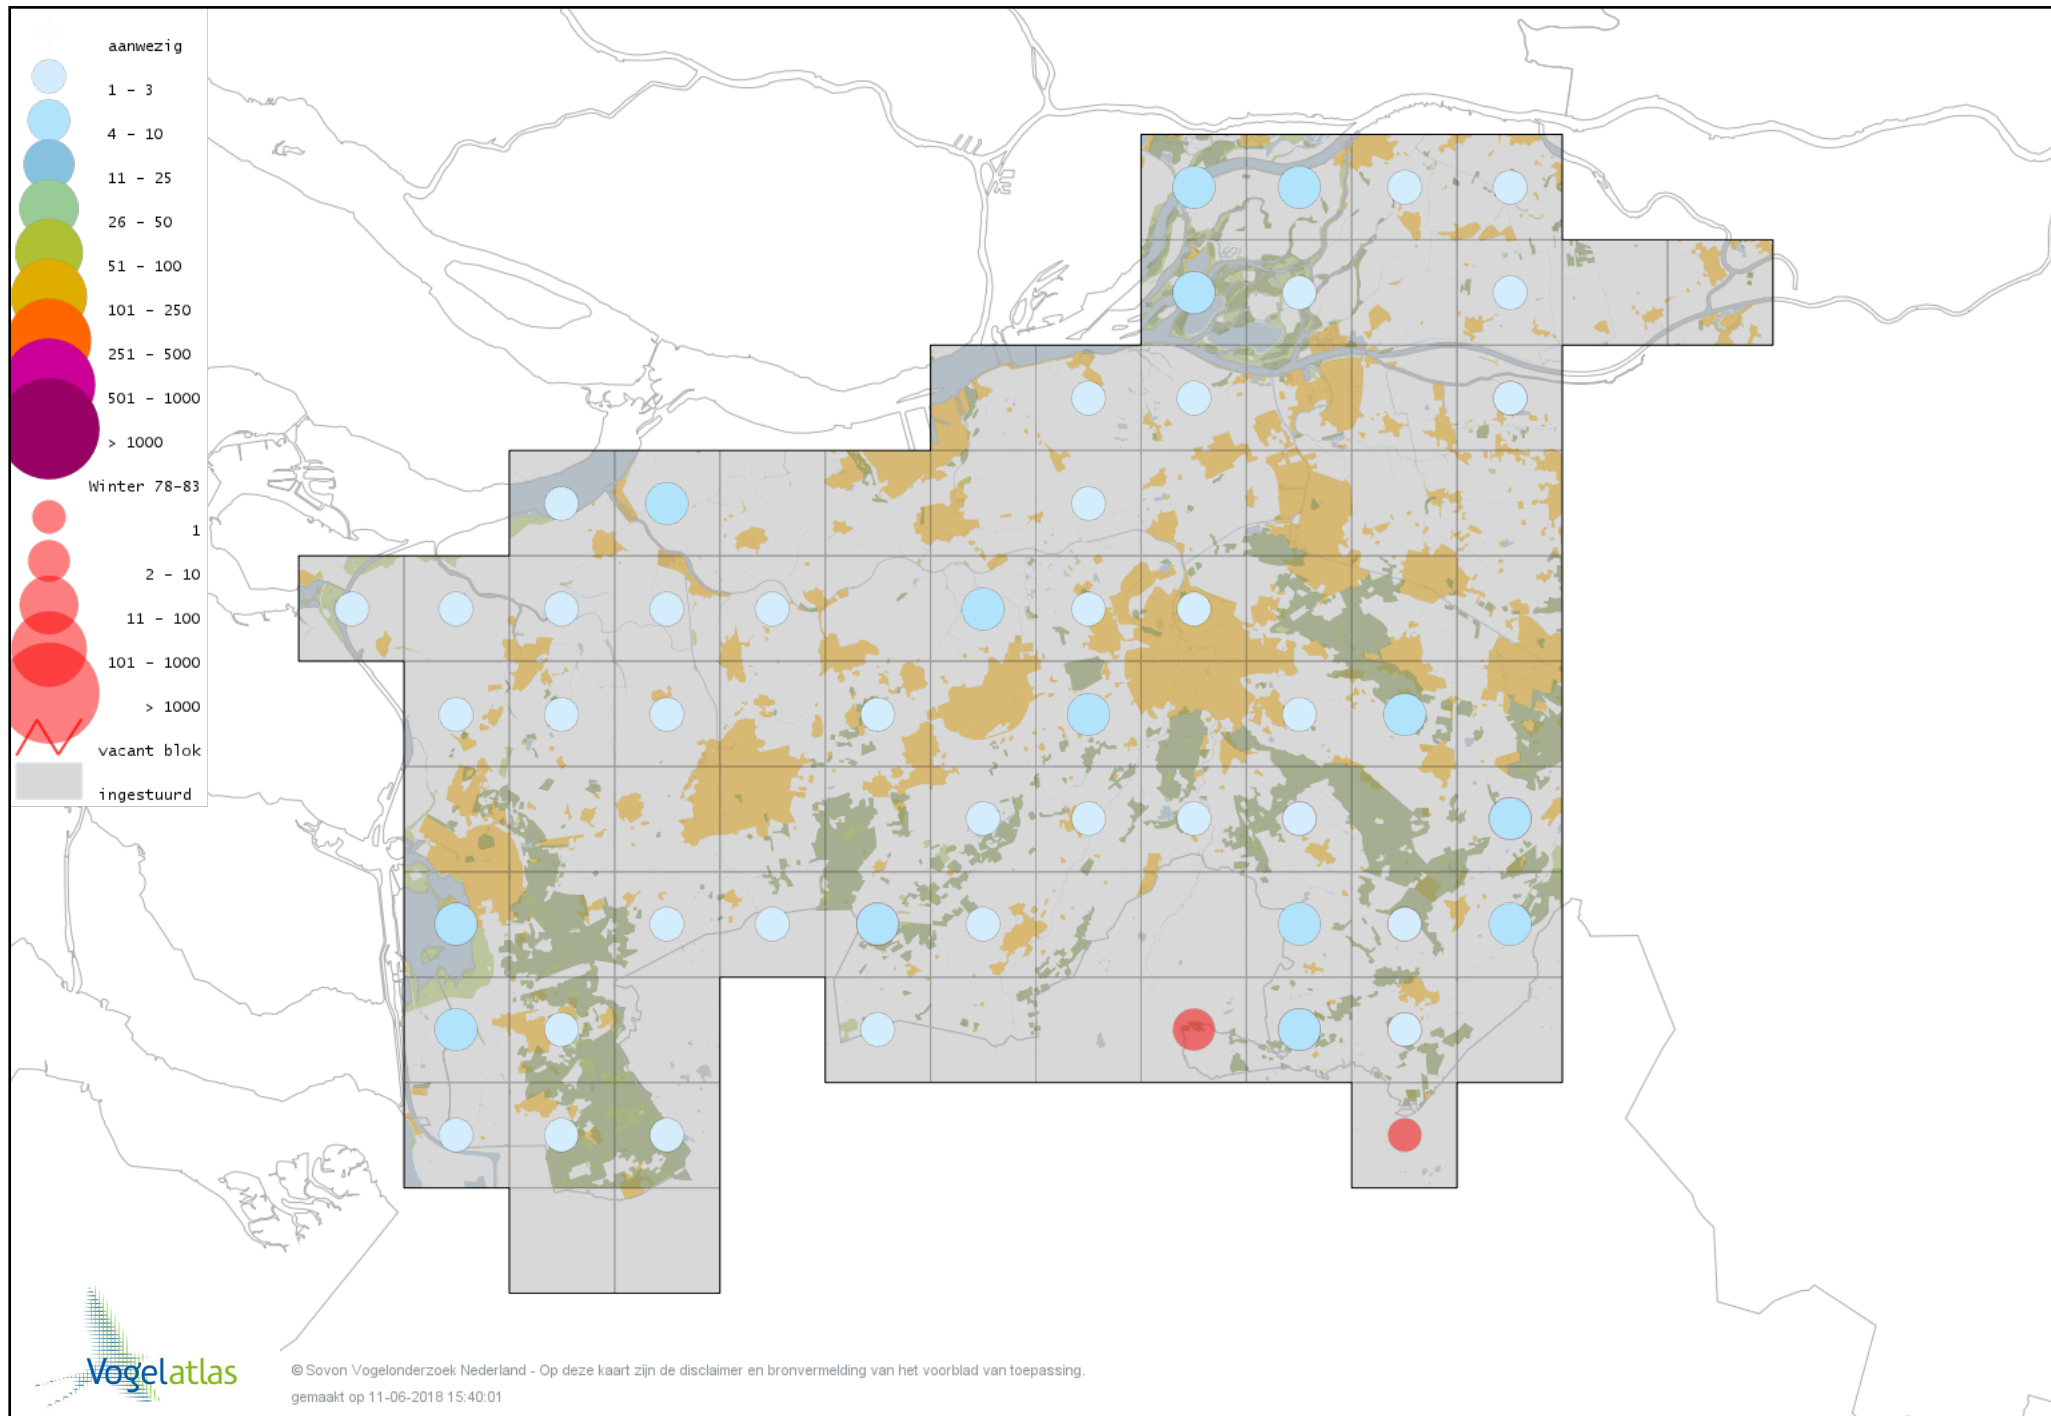 aanwezig
1 - 3
4 - 10
11 - 25
26 - 50
51 - 100
101 - 250
251 - 500
501 - 1000
> 1000
Winter 78-83
1
2 - 10
11 - 100
101 - 1000
> 1000
vacant blok
ingestuurd
Vogelatlas
© Sovon Vogelonderzoek Nederland - Op deze kaart zijn de disclaimer en bronvermelding van het voorblad van toepassing.
gemaakt op 11-06-2018 15:40:01